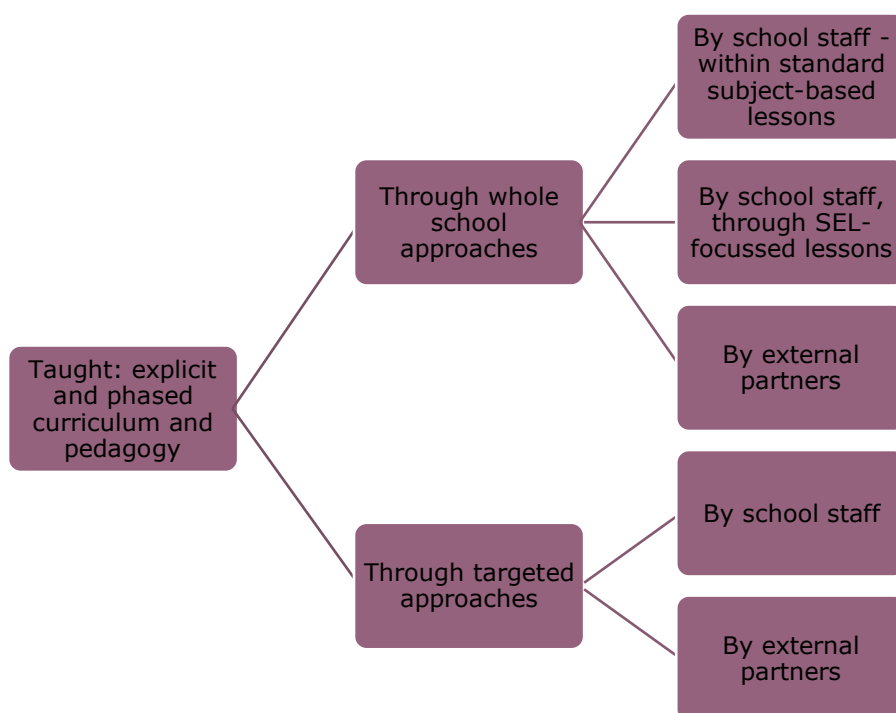 By school staff -
within standard
subject-based
lessons
Through whole
school
approaches
By school staff,
through SEL-
focussed lessons
By external
partners
Taught: explicit
and phased
curriculum and
pedagogy
By school staff
Through targeted
approaches
By external
partners